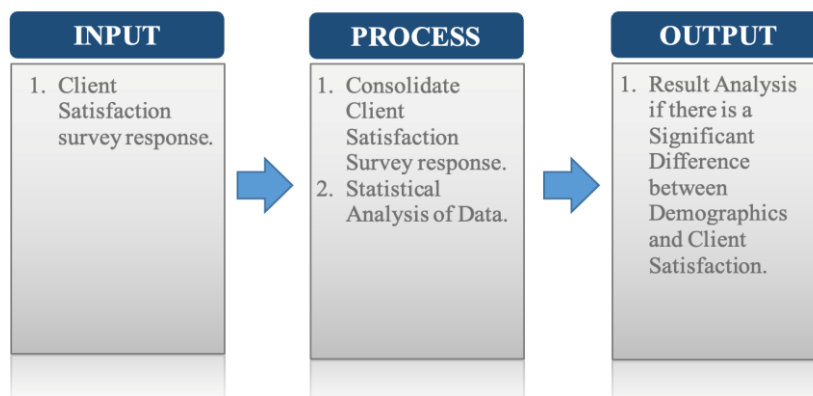 INPUT
1. Client
Satisfaction
survey response.
PROCESS
1. Consolidate
Client
Satisfaction
Survey response.
2. Statistical
Analysis of Data.
OUTPUT
1. Result Analysis
if there is a
Significant
Difference
between
Demographics
and Client
Satisfaction.